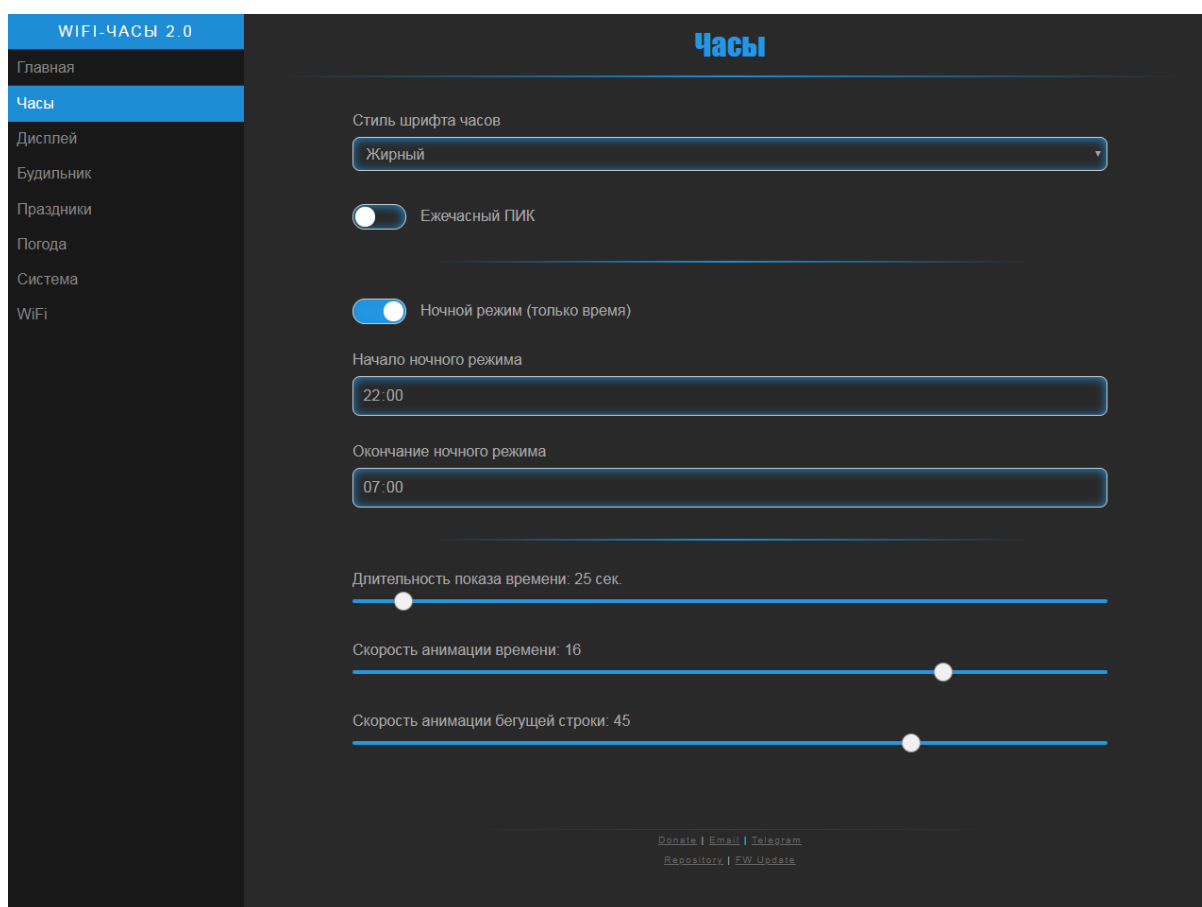 WIFI-ЧАСЫ 2.0
Главная
Часы
Дисплей
Будильник
Праздники
Погода
Система
WiFi
Часы
Стиль шрифта часов
Жирный
Ежечасный ПИК
Ночной режим (только время)
Начало ночного режима
22:00
Окончание ночного режима
07:00
Длительность показа времени: 25 сек.
Скорость анимации времени: 16
Скорость анимации бегущей строки: 45
Donate | Email | Telegram
Repository | FW Update